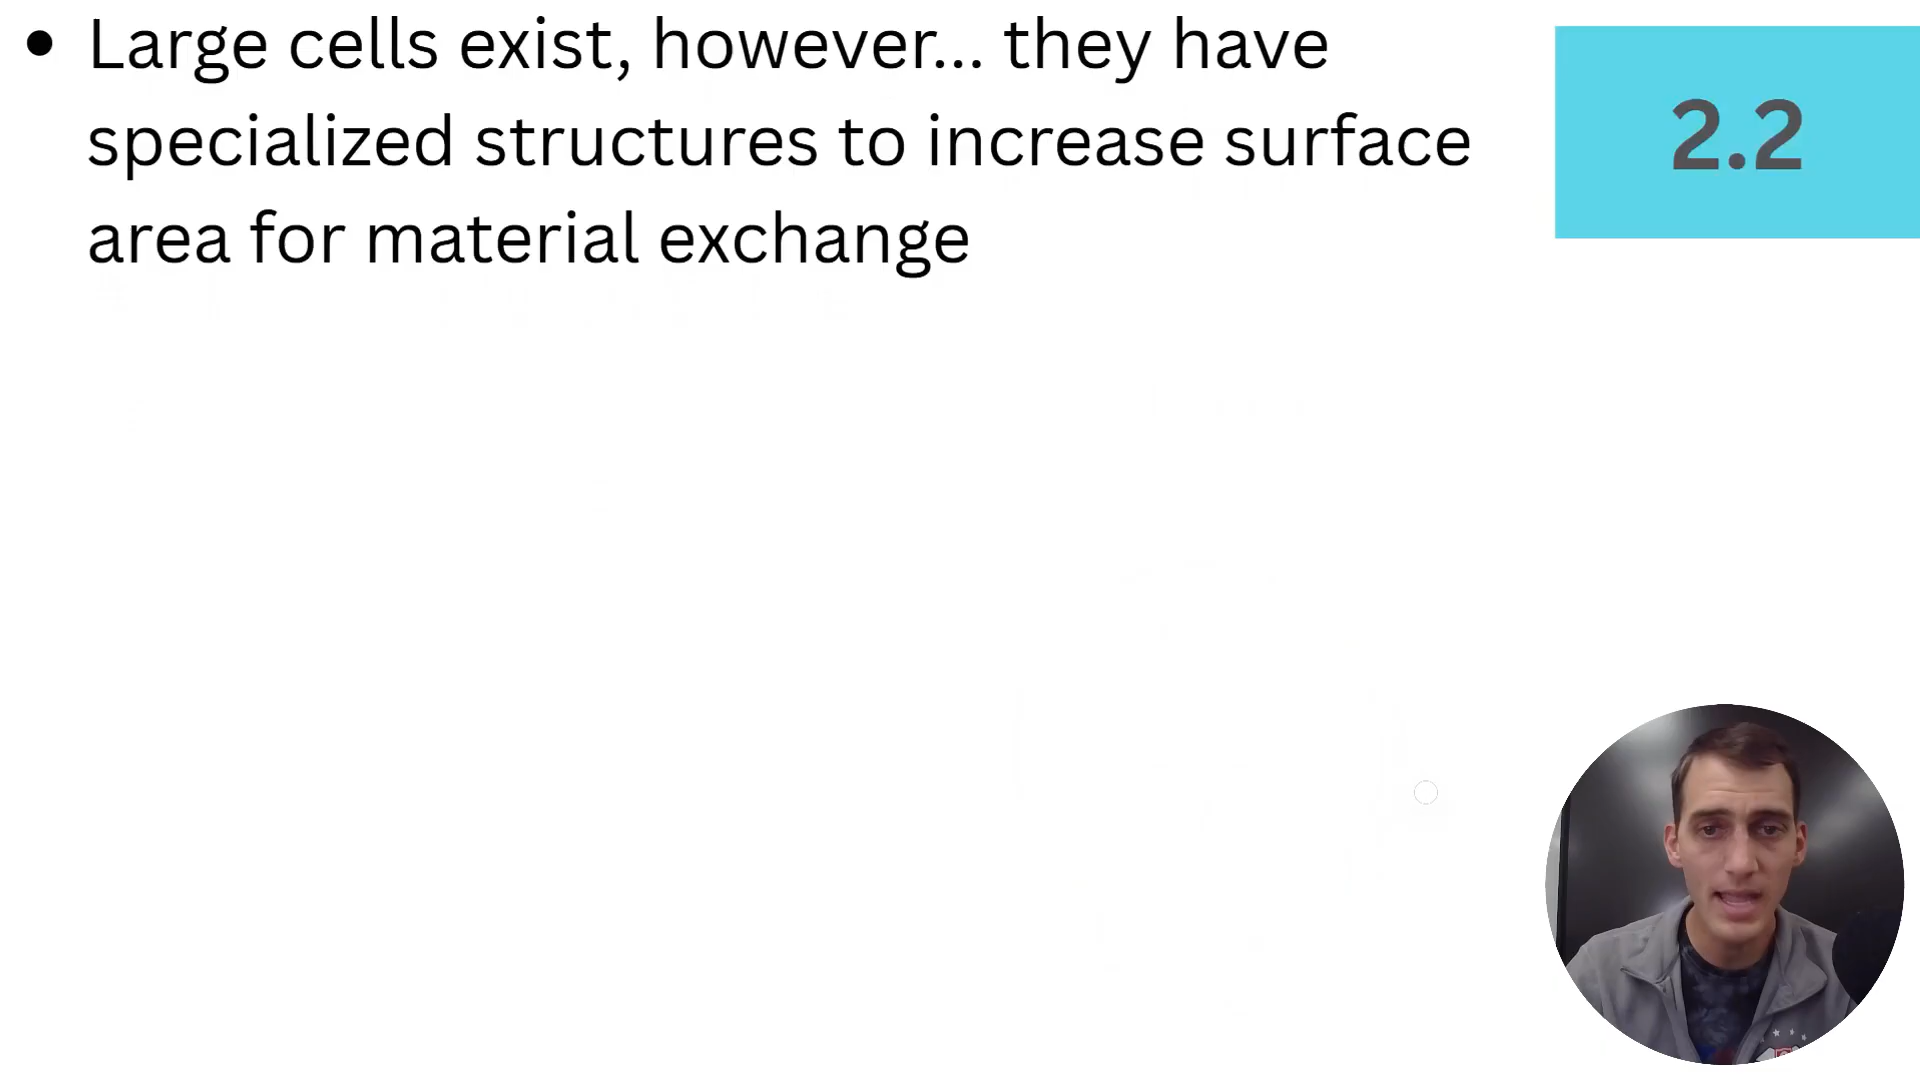 • Large cells exist, however... they have
specialized structures to increase surface
area for material exchange
2.2